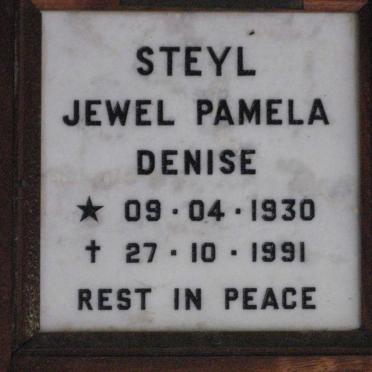 STEYL
JEWEL PAMELA
DENISE
★ 09·04·1930
✝ 27·10·1991
REST IN PEACE